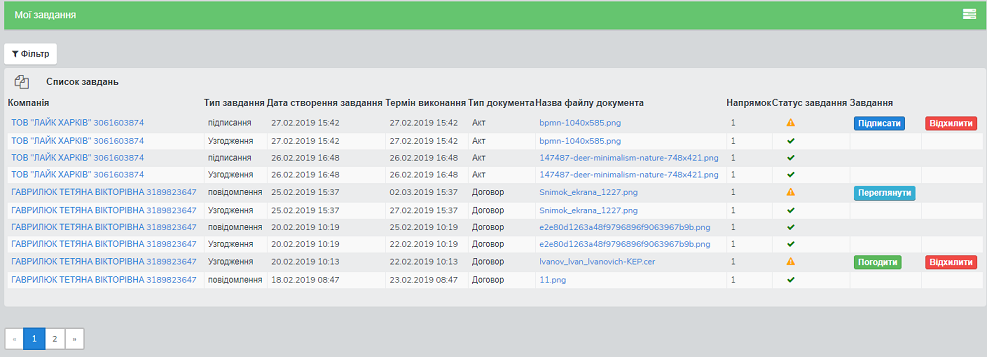 Мої завдання
Фільтр
Список завдань
Компанія Тип завдання Дата створення завдання Термін виконання Тип документа Назва файлу документа Напрямок Статус завдання Завдання
ТОВ "ЛАЙК ХАРКІВ" 3061603874 підписання 27.02.2019 15:42 27.02.2019 15:42 Акт bpmn-1040x585.png 1 Підписати Відхилити
ТОВ "ЛАЙК ХАРКІВ" 3061603874 Узгодження 27.02.2019 15:42 27.02.2019 15:42 Акт bpmn-1040x585.png 1
ТОВ "ЛАЙК ХАРКІВ" 3061603874 підписання 26.02.2019 16:48 26.02.2019 16:48 Акт 147487-deer-minimalism-nature-748x421.png 1
ТОВ "ЛАЙК ХАРКІВ" 3061603874 Узгодження 26.02.2019 16:48 26.02.2019 16:48 Акт 147487-deer-minimalism-nature-748x421.png 1
ГАВРИЛЮК ТЕТЯНА ВІКТОРІВНА 3189823647 повідомлення 25.02.2019 15:37 02.03.2019 15:37 Договор Snimok_ekrana_1227.png 1 Переглянути
ГАВРИЛЮК ТЕТЯНА ВІКТОРІВНА 3189823647 Узгодження 25.02.2019 15:37 27.02.2019 15:37 Договор Snimok_ekrana_1227.png 1
ГАВРИЛЮК ТЕТЯНА ВІКТОРІВНА 3189823647 повідомлення 20.02.2019 10:19 25.02.2019 10:19 Договор e2e80d1263a48f9796896f9063967b9b.png 1
ГАВРИЛЮК ТЕТЯНА ВІКТОРІВНА 3189823647 Узгодження 20.02.2019 10:19 22.02.2019 10:19 Договор e2e80d1263a48f9796896f9063967b9b.png 1
ГАВРИЛЮК ТЕТЯНА ВІКТОРІВНА 3189823647 Узгодження 20.02.2019 10:13 22.02.2019 10:13 Договор Ivanov_Ivan_Ivanovich-KEP.cer 1 Погодити Відхилити
ГАВРИЛЮК ТЕТЯНА ВІКТОРІВНА 3189823647 повідомлення 18.02.2019 08:47 23.02.2019 08:47 Договор 11.png 1
« 1 2 »